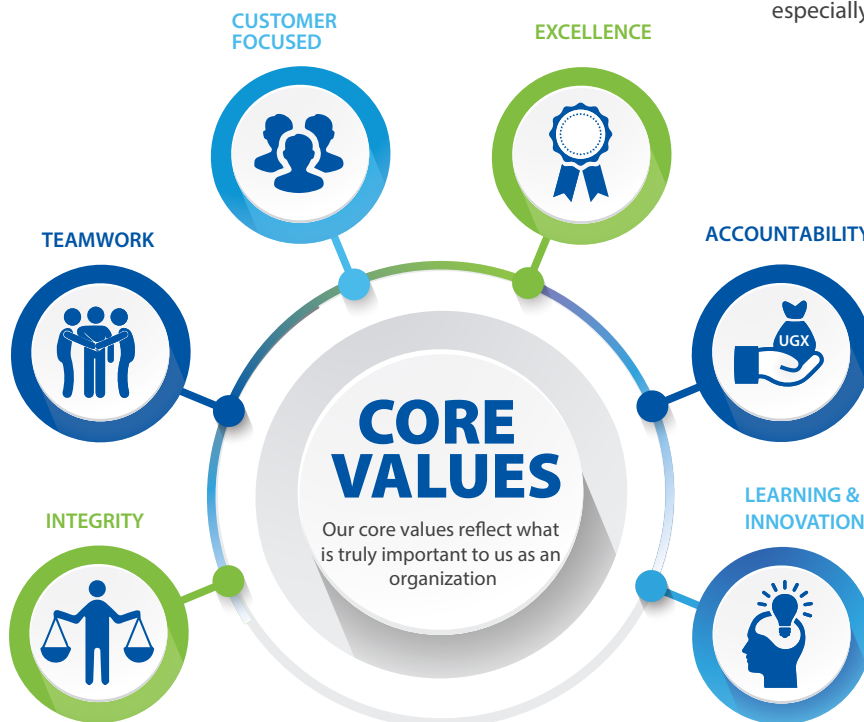 especially
CUSTOMER
FOCUSED
EXCELLENCE
TEAMWORK
ACCOUNTABILITY
UGX
CORE
VALUES
Our core values reflect what
is truly important to us as an
organization
INTEGRITY
LEARNING &
INNOVATION